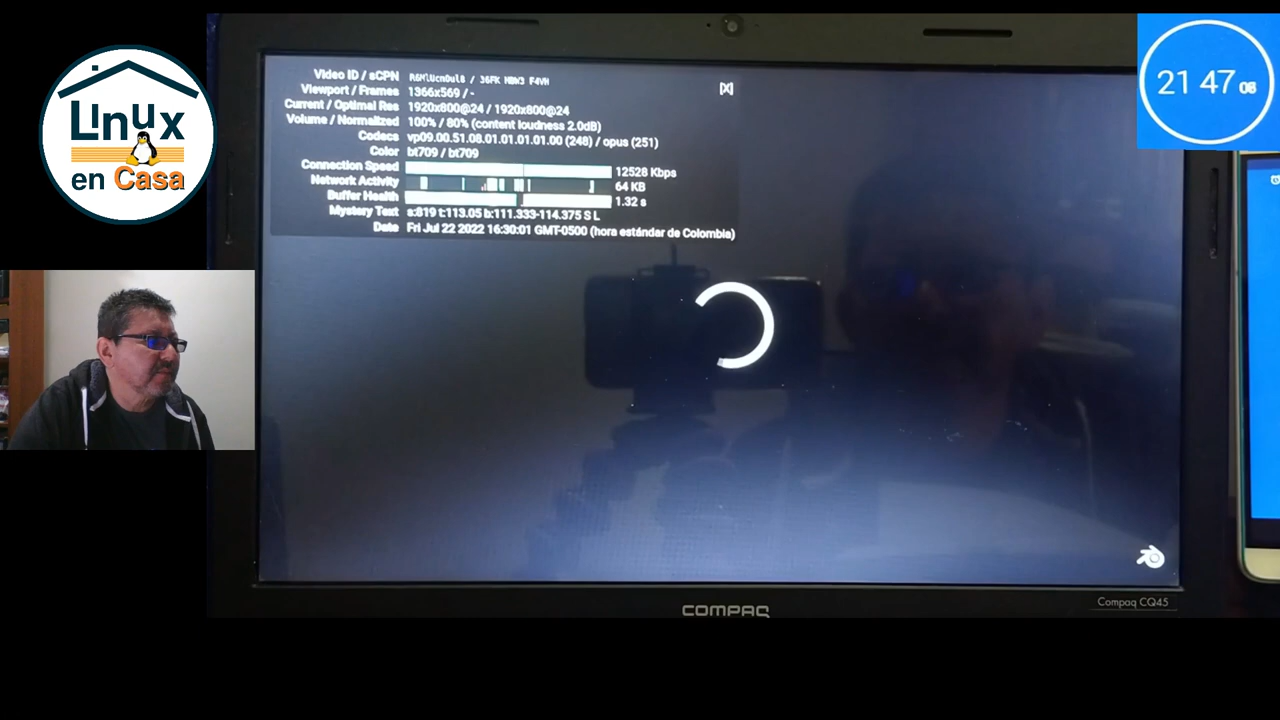 Linux
en Casa
Video ID / sCPN
Viewport / Frames 1366x569 / -
Current / Optimal Res 1920x800@24 / 1920x800@24
Volume / Normalized 100% / 80% (content loudness 2.0dB)
Codecs vp09.00.51.08.01.01.01.01.00 (248) / opus (251)
Color bt709 / bt709
Connection Speed 12528 Kbps
Network Activity 64 KB
Buffer Health 1.32 s
Mystery Text s:819 t:113.05 b:111.333-114.375 S L
Date Fri Jul 22 2022 16:30:01 GMT-0500 (hora estándar de Colombia)
[X]
21 47 08
COMPAQ
Compaq CQ45